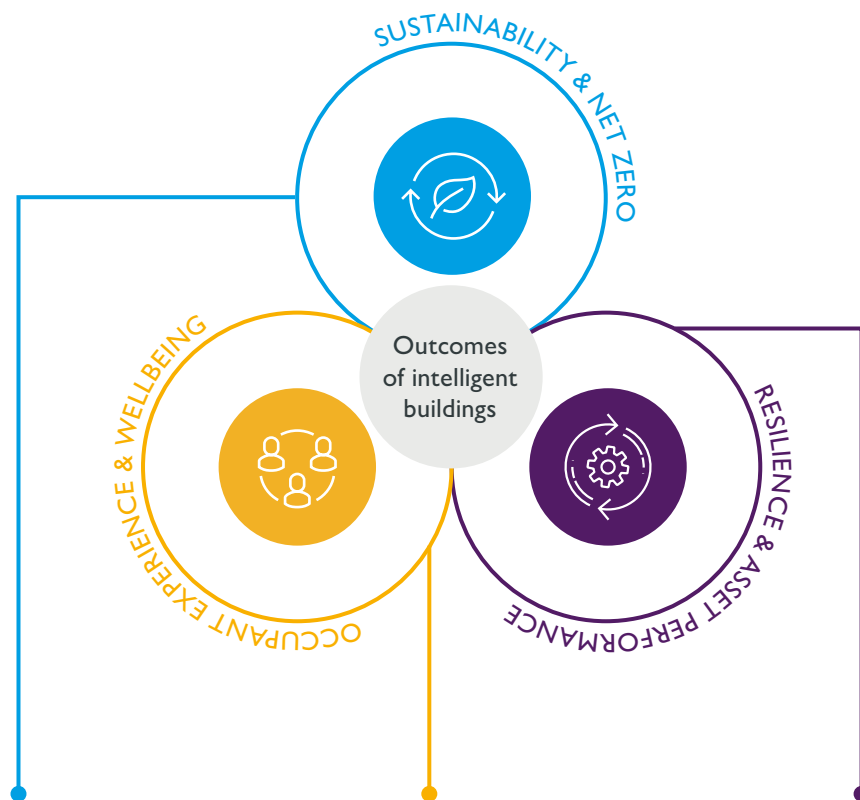 SUSTAINABILITY & NET ZERO
Outcomes
of intelligent
buildings
OCCUPANT EXPERIENCE & WELLBEING
RESILIENCE & ASSET PERFORMANCE